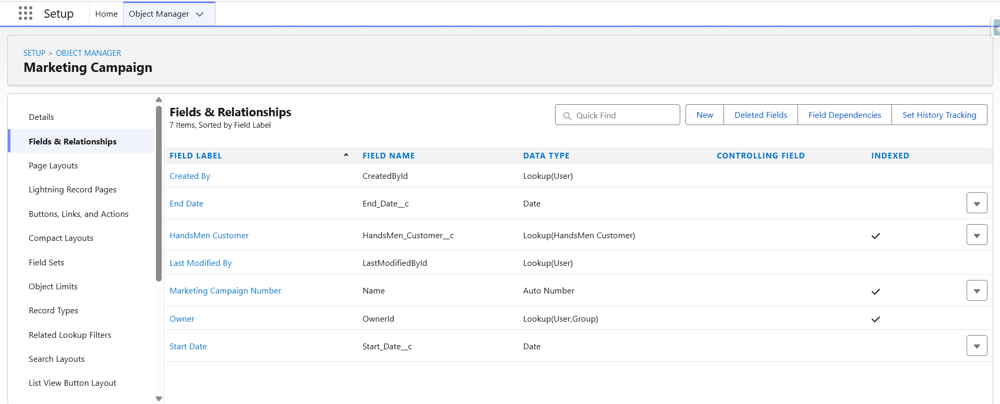 Setup
Home
Object Manager
SETUP > OBJECT MANAGER
Marketing Campaign
Details
Fields & Relationships
Page Layouts
Lightning Record Pages
Buttons, Links, and Actions
Compact Layouts
Field Sets
Object Limits
Record Types
Related Lookup Filters
Search Layouts
List View Button Layout
Fields & Relationships
7 Items, Sorted by Field Label
Quick Find
New
Deleted Fields
Field Dependencies
Set History Tracking
FIELD LABEL FIELD NAME DATA TYPE CONTROLLING FIELD INDEXED
Created By CreatedById Lookup(User)
End Date End_Date__c Date
HandsMen Customer HandsMen_Customer__c Lookup(HandsMen Customer)
Last Modified By LastModifiedById Lookup(User)
Marketing Campaign Number Name Auto Number
Owner OwnerId Lookup(User,Group)
Start Date Start_Date__c Date